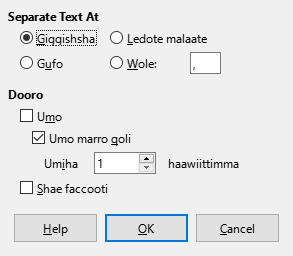 Separate Text At
Giggishsha Ledote malaate
Gufo Wole: ,
Dooro
Umo
Umo marro goli
Umiha 1 haawiittimma
Shae faccooti
Help OK Cancel